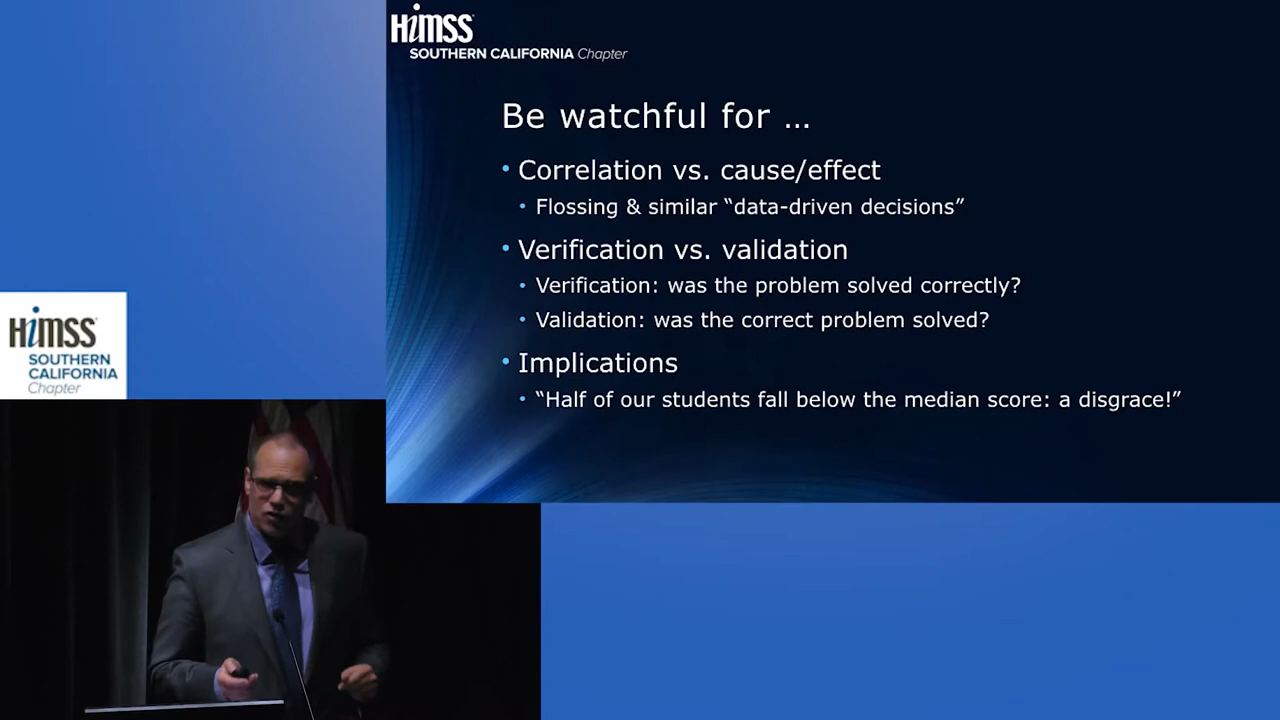 HiMSS
SOUTHERN CALIFORNIA Chapter
Be watchful for …
• Correlation vs. cause/effect
• Flossing & similar “data-driven decisions”
• Verification vs. validation
• Verification: was the problem solved correctly?
• Validation: was the correct problem solved?
• Implications
• “Half of our students fall below the median score: a disgrace!”
HiMSS
SOUTHERN
CALIFORNIA
Chapter